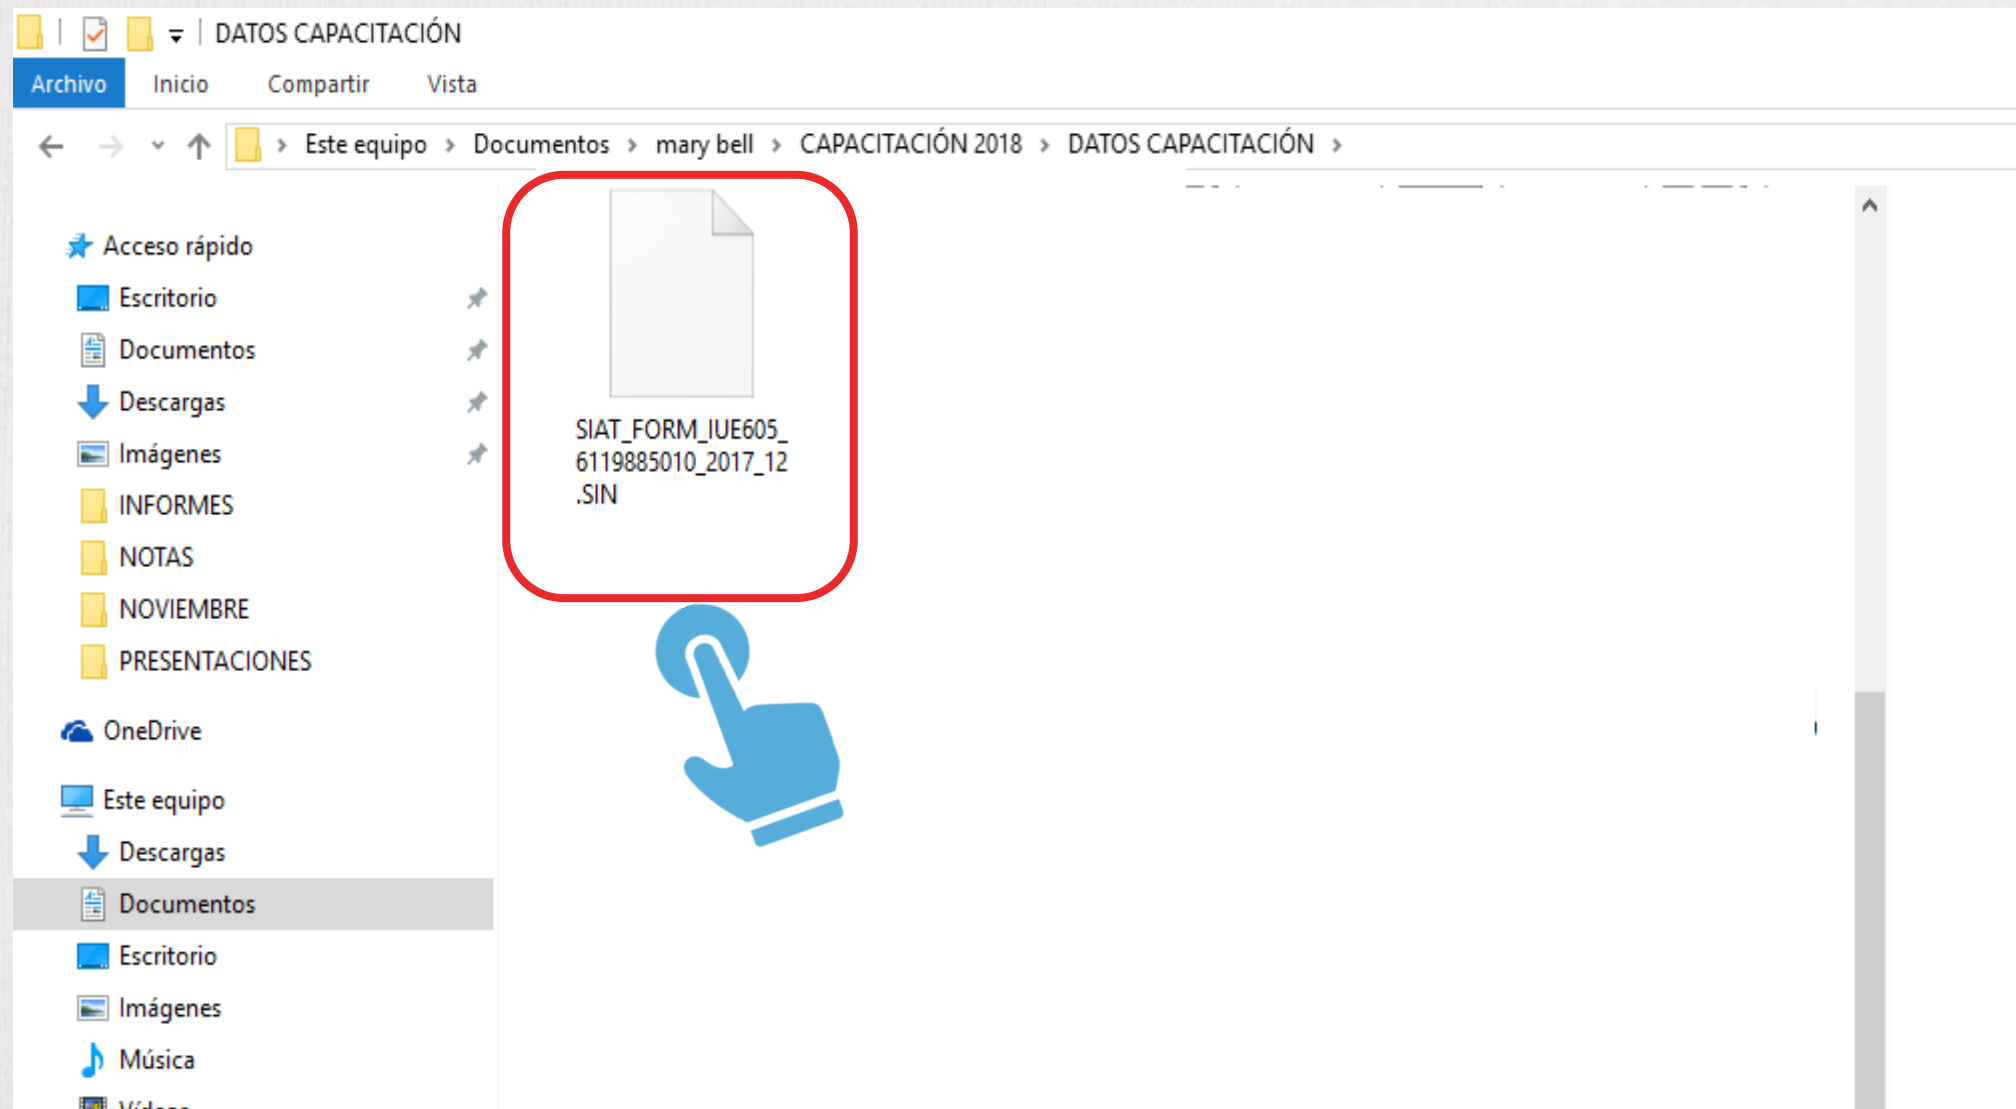 DATOS CAPACITACIÓN
Archivo Inicio Compartir Vista
Este equipo > Documentos > mary bell > CAPACITACIÓN 2018 > DATOS CAPACITACIÓN >
Acceso rápido
Escritorio
Documentos
Descargas
Imágenes
INFORMES
NOTAS
NOVIEMBRE
PRESENTACIONES
OneDrive
Este equipo
Descargas
Documentos
Escritorio
Imágenes
Música
SIAT_FORM_IUE605_
6119885010_2017_12
.SIN